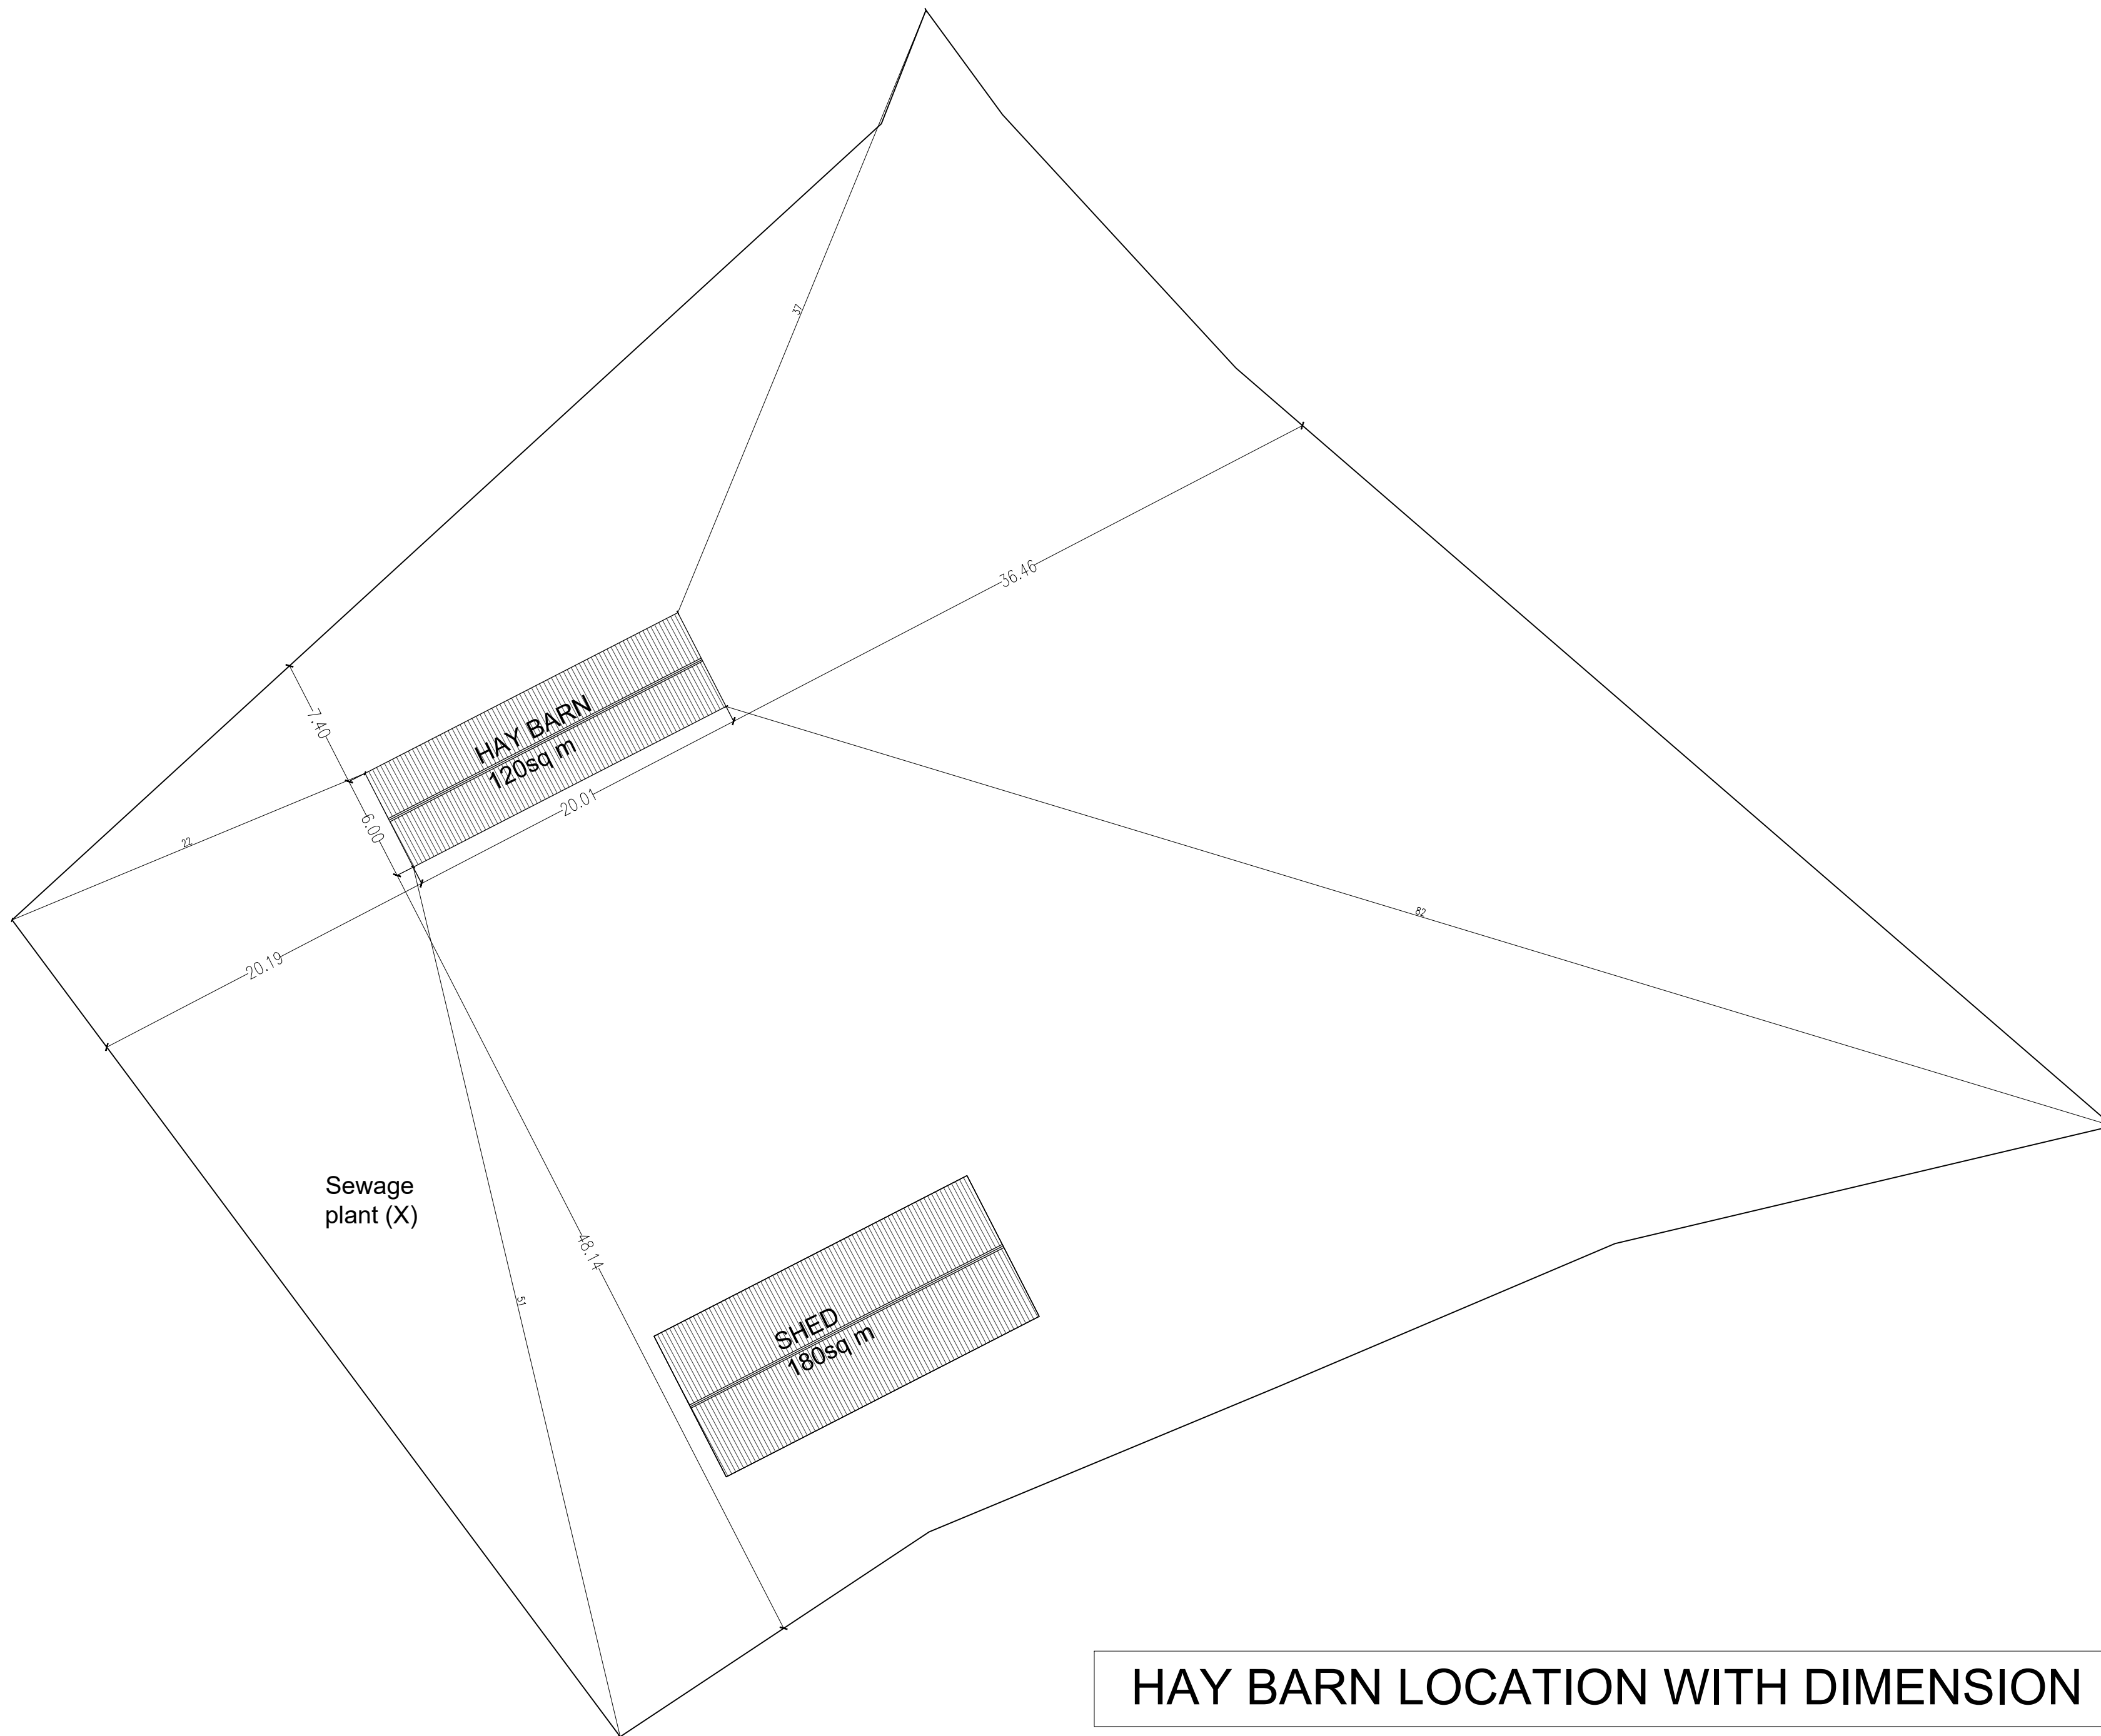 37
36.46
7.40
HAY BARN
120sq m
20.01
6.00
22
82
20.19
Sewage
plant (X)
48.14
51
SHED
180sq m
HAY BARN LOCATION WITH DIMENSION